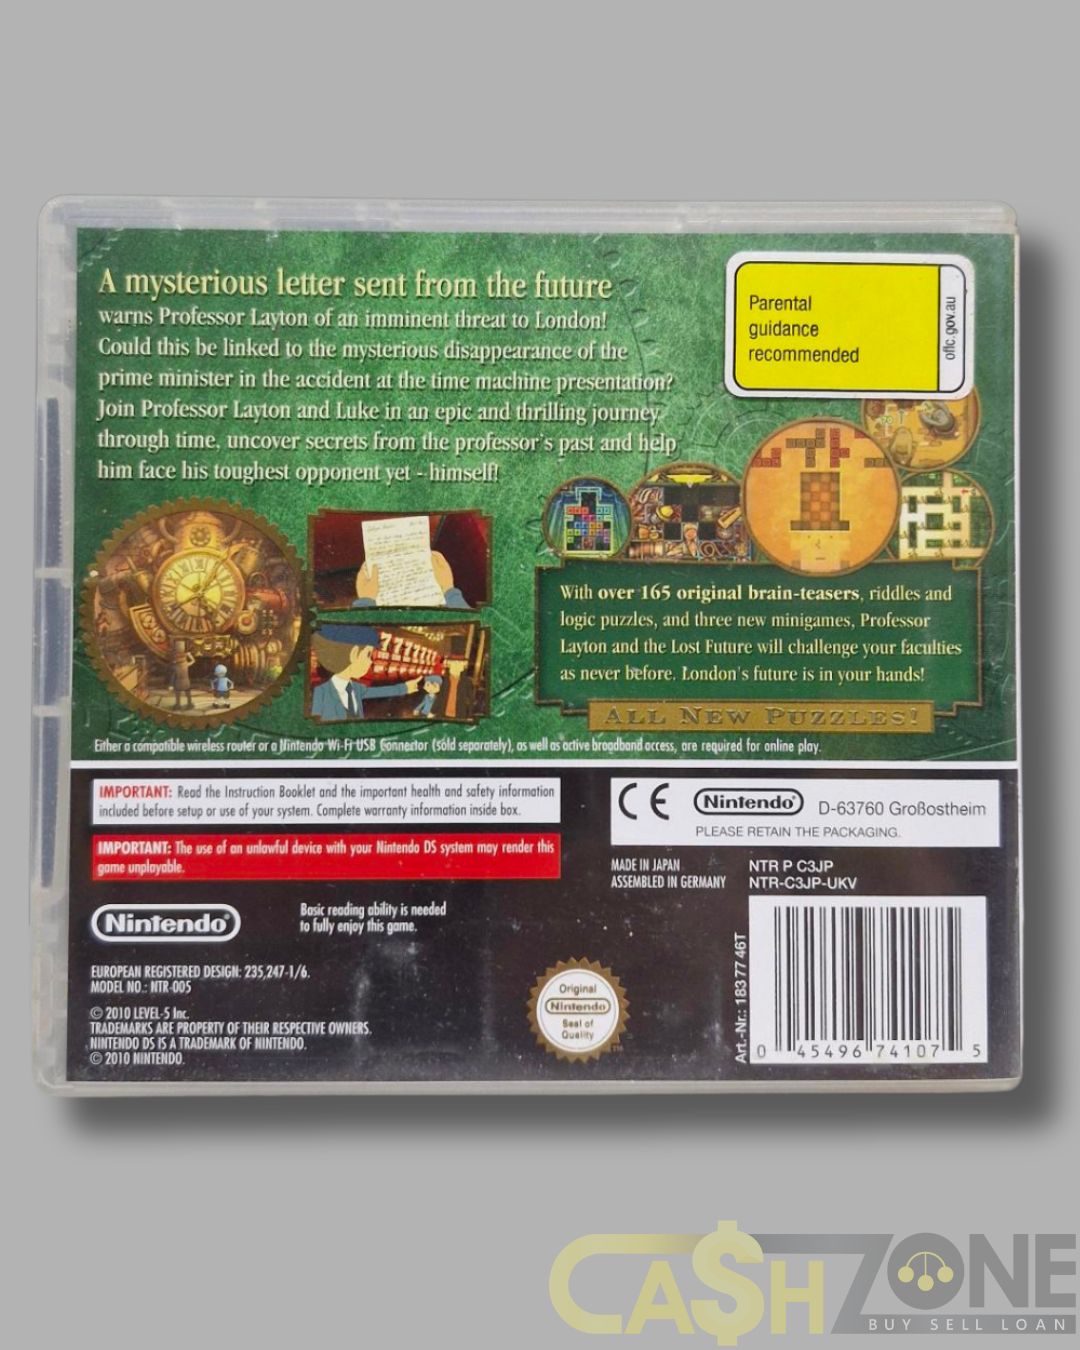 A mysterious letter sent from the future
warns Professor Layton of an imminent threat to London!
Could this be linked to the mysterious disappearance of the
prime minister in the accident at the time machine presentation?
Join Professor Layton and Luke in an epic and thrilling journey
through time, uncover secrets from the professor's past and help
him face his toughest opponent yet - himself!
Parental
guidance
recommended
oflc.gov.au
70
777
With over 165 original brain-teasers, riddles and
logic puzzles, and three new minigames, Professor
Layton and the Lost Future will challenge your faculties
as never before. London's future is in your hands!
ALL NEW PUZZLES!
Either a compatible wireless router or a Nintendo Wi-Fi USB Connector (sold separately), as well as active broadband access, are required for online play.
IMPORTANT: Read the Instruction Booklet and the important health and safety information
included before setup or use of your system. Complete warranty information inside box.
IMPORTANT: The use of an unlawful device with your Nintendo DS system may render this
game unplayable.
CE Nintendo® D-63760 Großostheim
PLEASE RETAIN THE PACKAGING.
MADE IN JAPAN
ASSEMBLED IN GERMANY
NTR P C3JP
NTR-C3JP-UKV
Nintendo®
Basic reading ability is needed
to fully enjoy this game.
EUROPEAN REGISTERED DESIGN: 235,247-1/6.
MODEL NO.: NTR-005
© 2010 LEVEL-5 Inc.
TRADEMARKS ARE PROPERTY OF THEIR RESPECTIVE OWNERS.
NINTENDO DS IS A TRADEMARK OF NINTENDO.
© 2010 NINTENDO.
Original
Nintendo
Seal of
Quality
TM
Art.-Nr.: 183 77 46T
0 45496 74107 5
CA$HZONE
BUY SELL LOAN